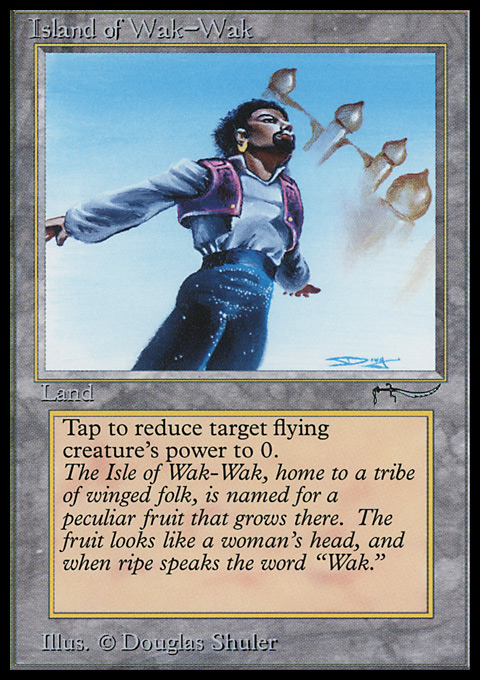 Island of Wak-Wak
Doug
Land
Tap to reduce target flying
creature's power to 0.
The Isle of Wak-Wak, home to a tribe
of winged folk, is named for a
peculiar fruit that grows there.  The
fruit looks like a woman's head, and
when ripe speaks the word “Wak.”
Illus. © Douglas Shuler